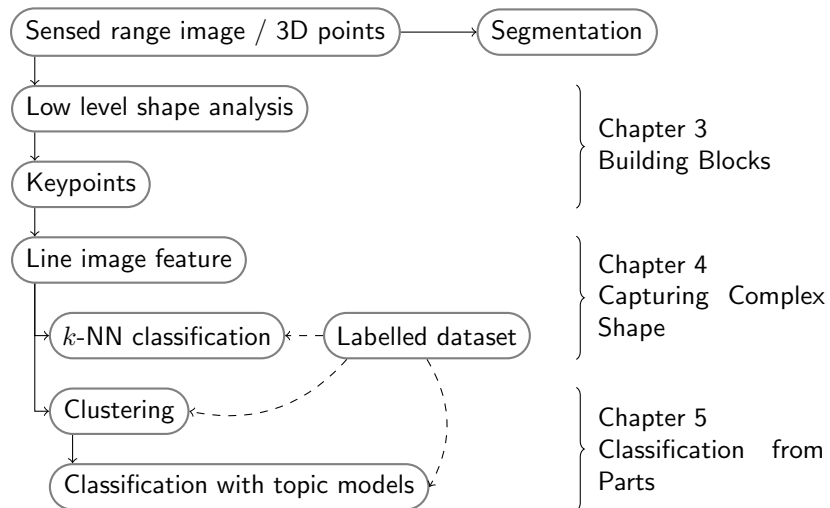 Sensed range image / 3D points
Segmentation
Low level shape analysis
Keypoints
Chapter 3
Building Blocks
Line image feature
k-NN classification
Labelled dataset
Chapter 4
Capturing Complex
Shape
Clustering
Classification with topic models
Chapter 5
Classification from
Parts